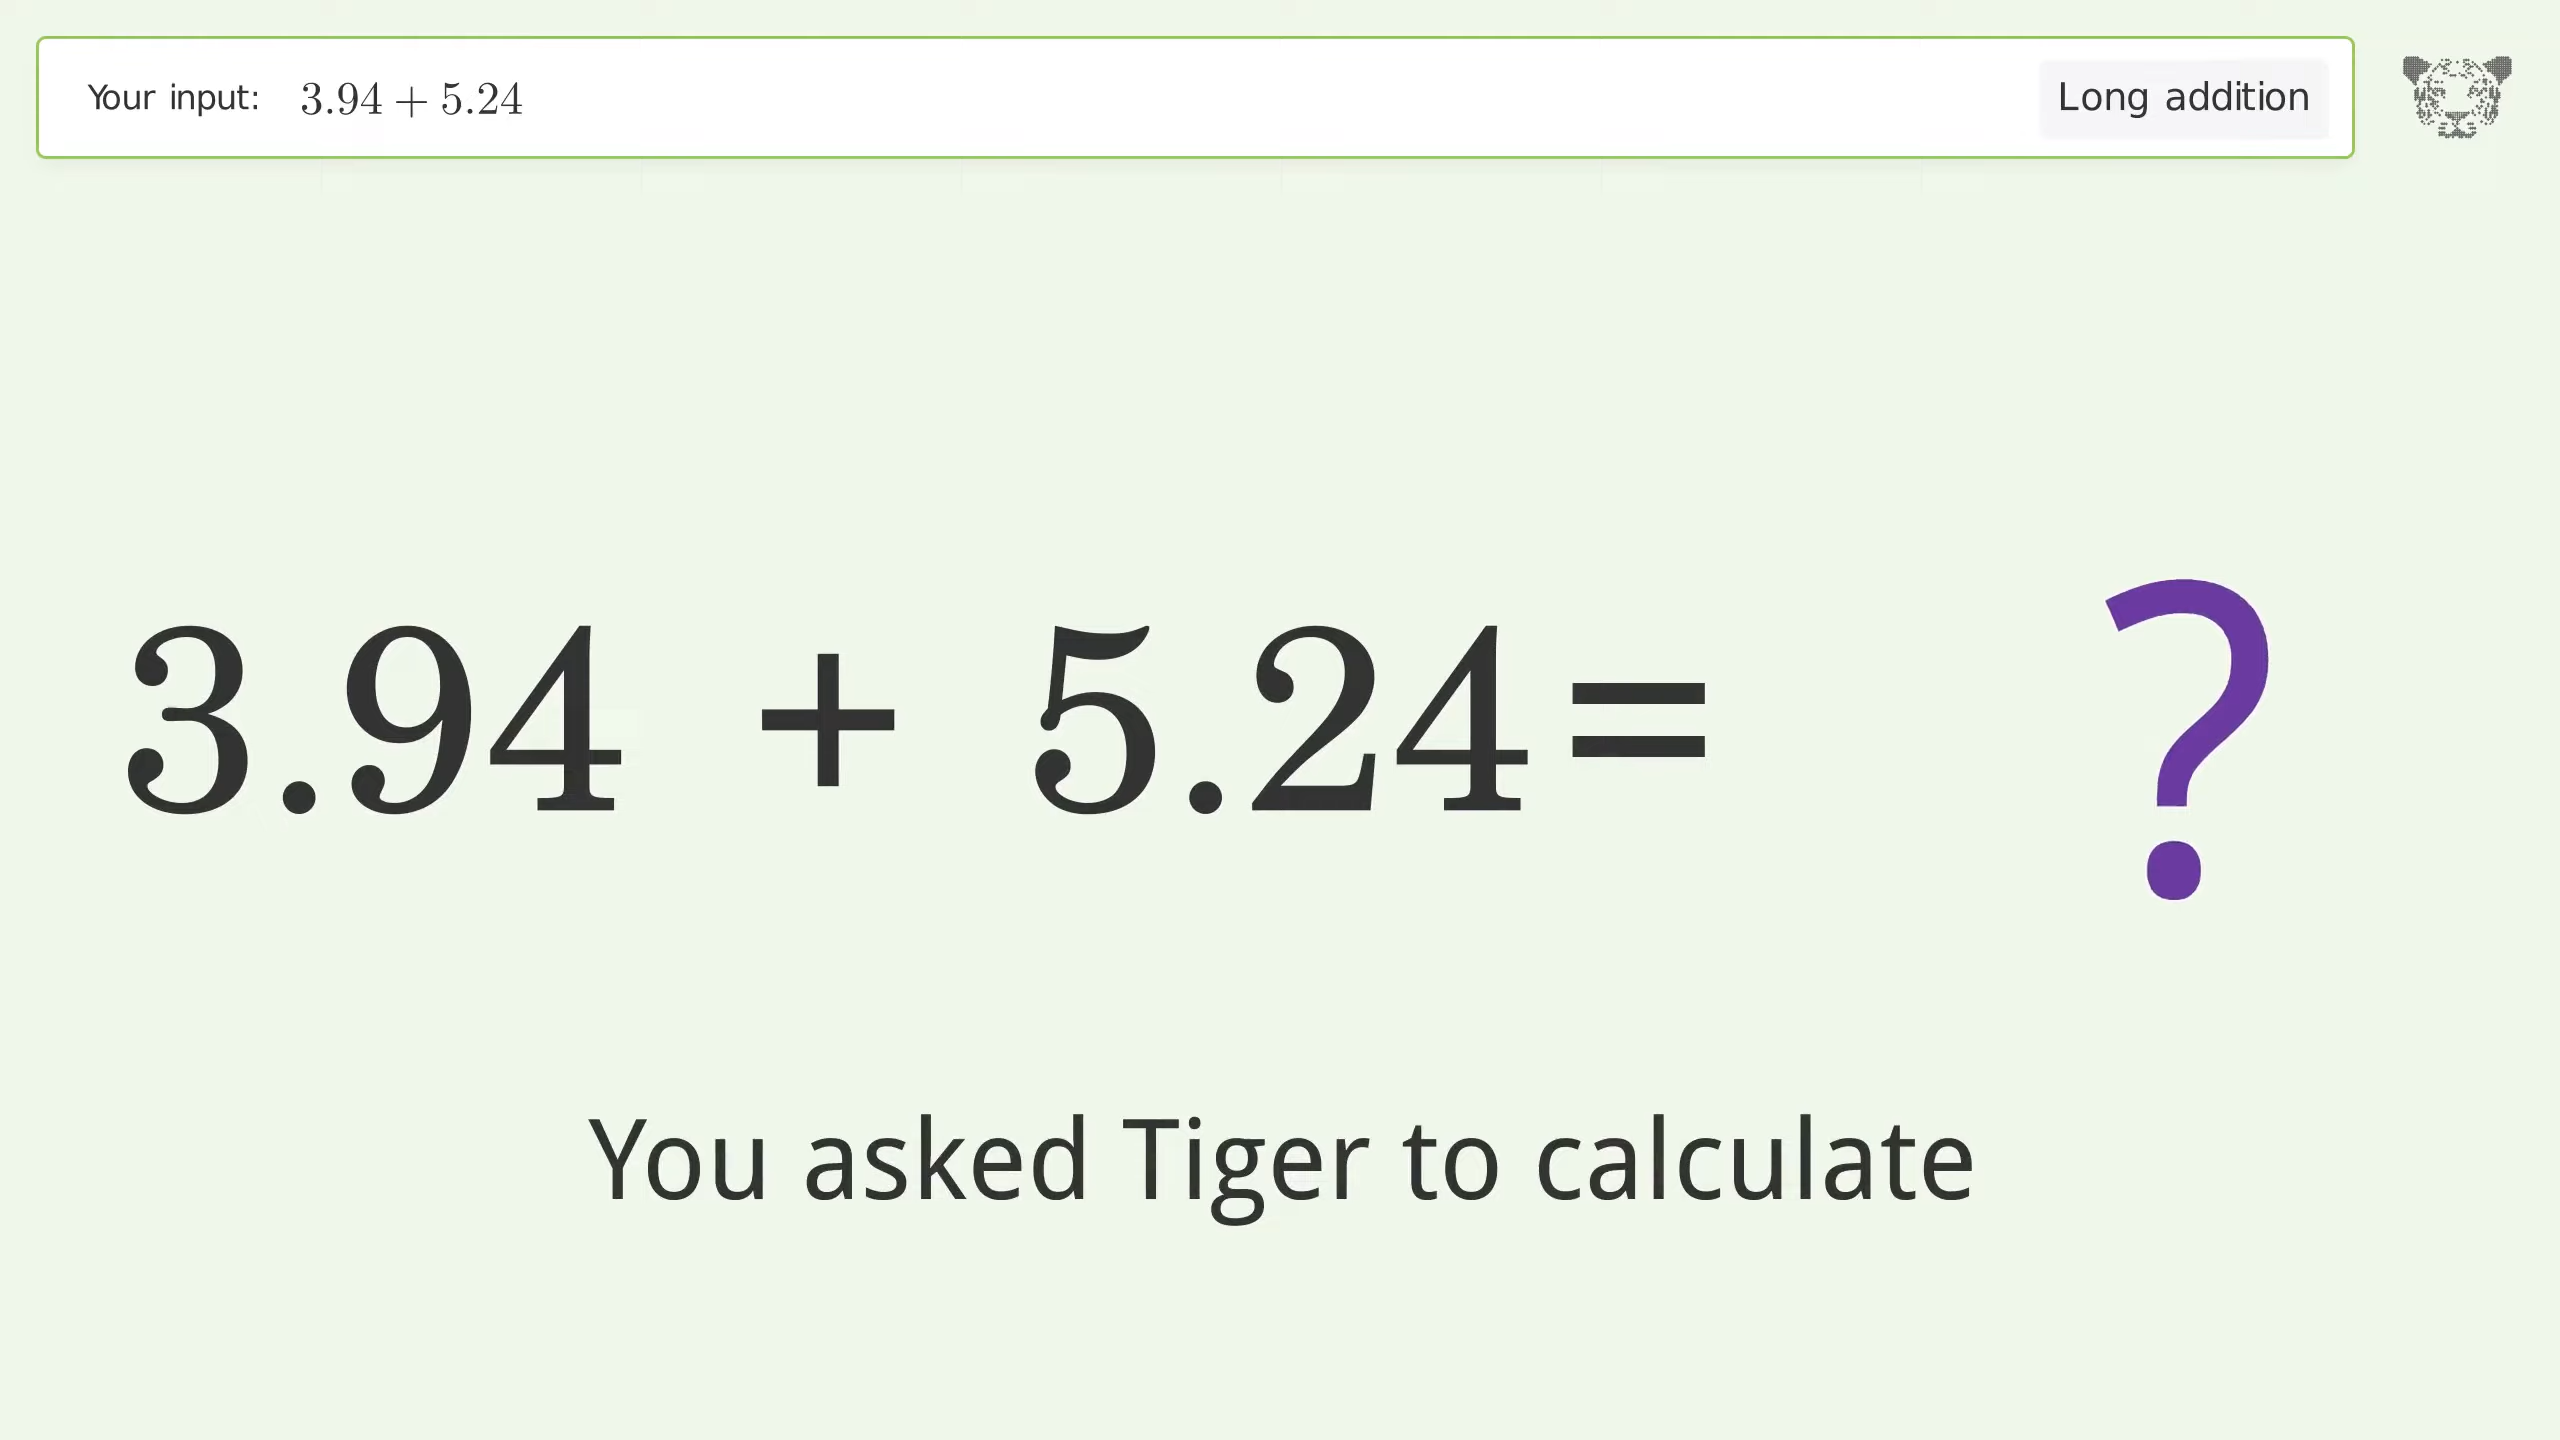 Your input: 3.94 + 5.24 Long addition
3.94 + 5.24= ?
You asked Tiger to calculate